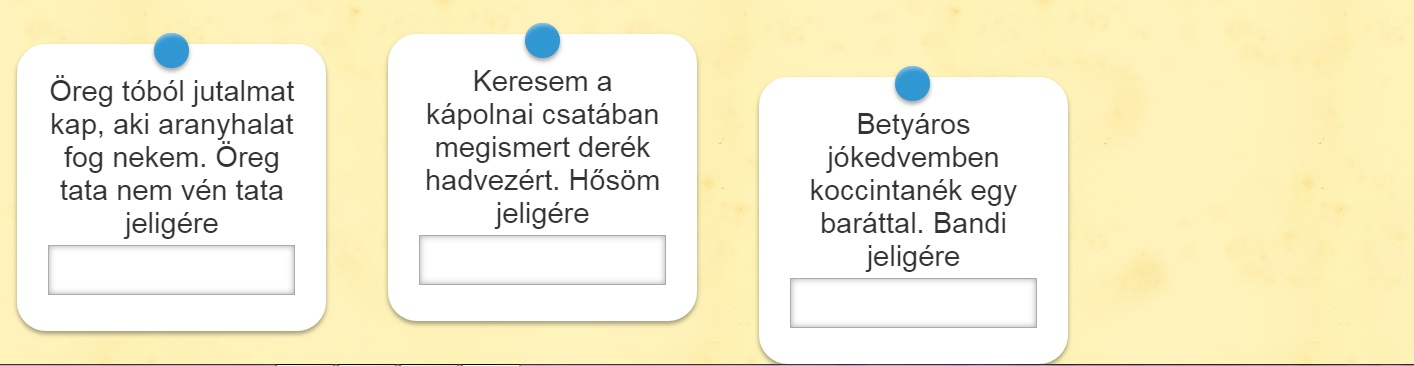 Öreg tóból jutalmat
kap, aki aranyhalat
fog nekem. Öreg
tata nem vén tata
jeligére
Keresem a
kápolnai csatában
megismert derék
hadvezért. Hősöm
jeligére
Betyáros
jókedvemben
koccintanék egy
baráttal. Bandi
jeligére